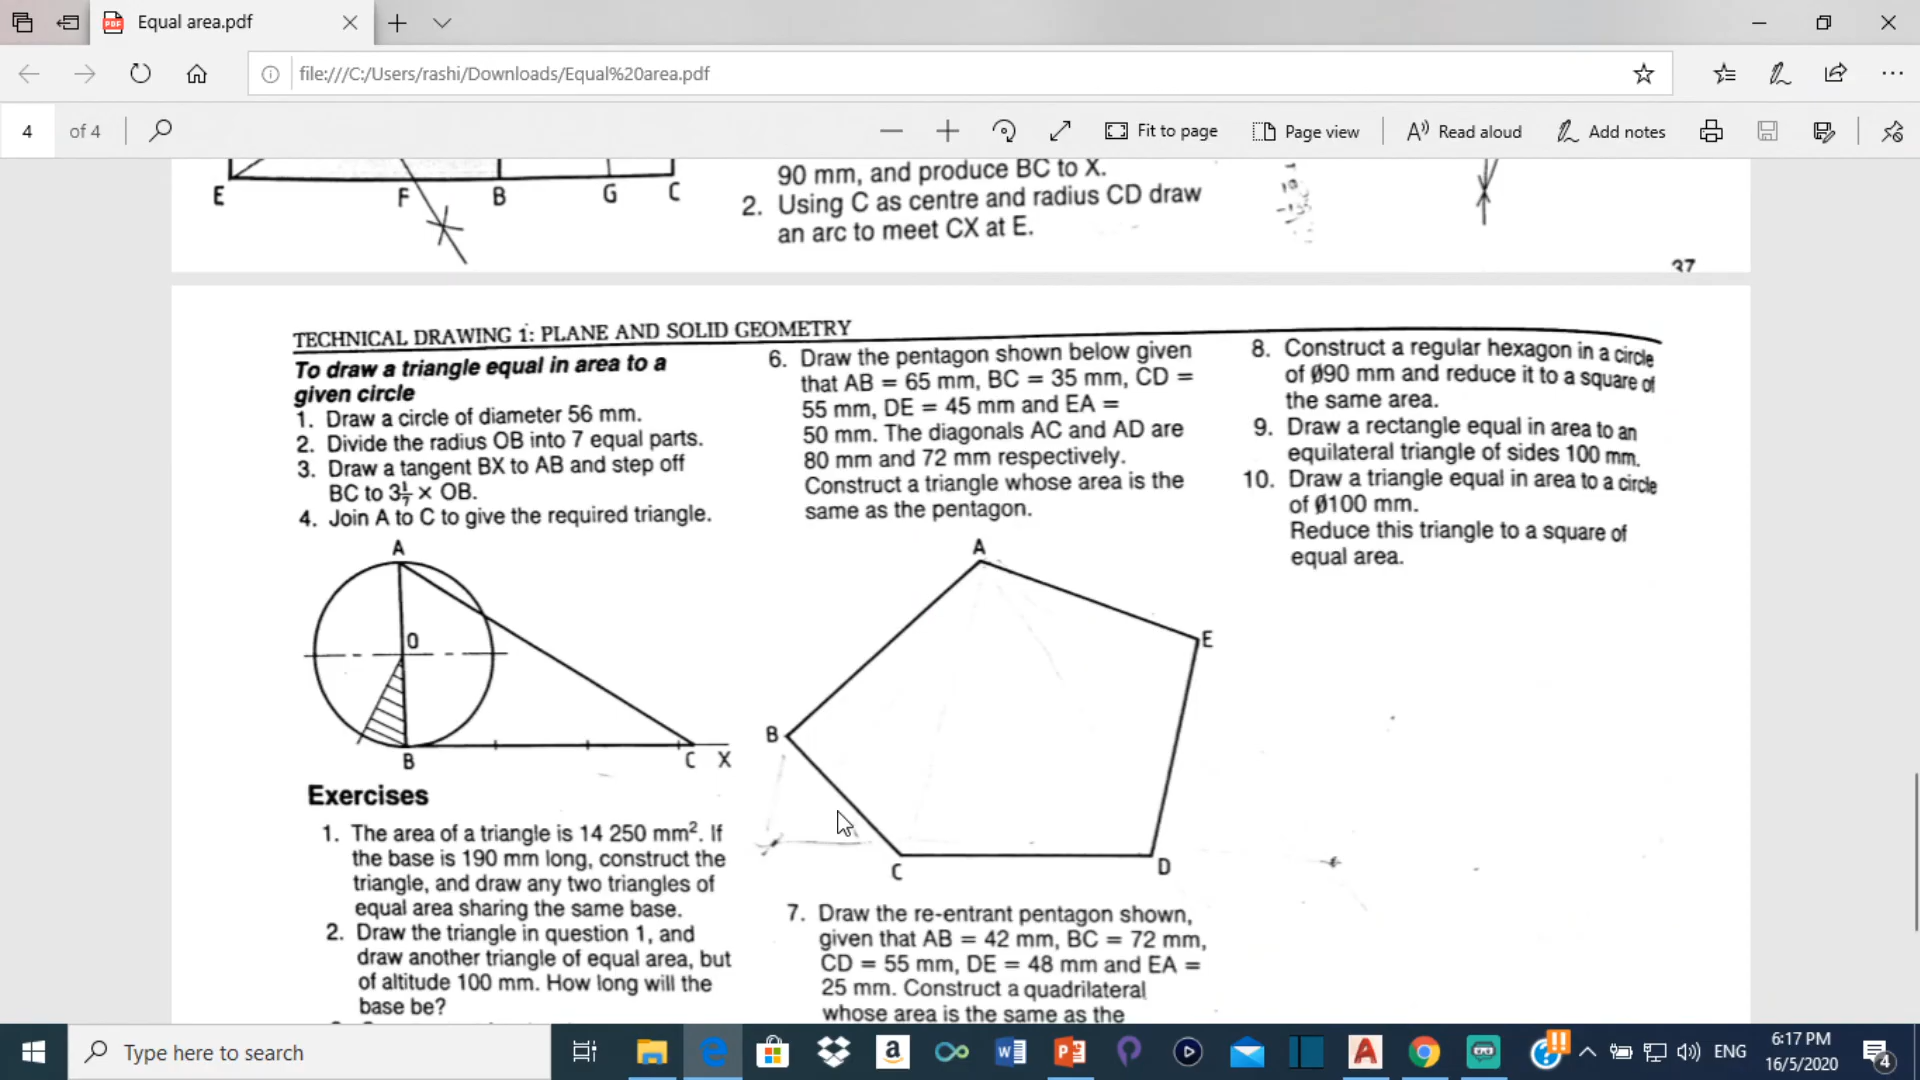 Equal area.pdf
file:///C:/Users/rashi/Downloads/Equal%20area.pdf
4 of 4
Fit to page
Page view
Read aloud
Add notes
E F B G C
90 mm, and produce BC to X.
2. Using C as centre and radius CD draw
an arc to meet CX at E.
37
TECHNICAL DRAWING 1: PLANE AND SOLID GEOMETRY
To draw a triangle equal in area to a
given circle
1. Draw a circle of diameter 56 mm.
2. Divide the radius OB into 7 equal parts.
3. Draw a tangent BX to AB and step off
BC to 3 1/7 × OB.
4. Join A to C to give the required triangle.
A
O
B
C X
Exercises
1. The area of a triangle is 14 250 mm². If
the base is 190 mm long, construct the
triangle, and draw any two triangles of
equal area sharing the same base.
2. Draw the triangle in question 1, and
draw another triangle of equal area, but
of altitude 100 mm. How long will the
base be?
6. Draw the pentagon shown below given
that AB = 65 mm, BC = 35 mm, CD =
55 mm, DE = 45 mm and EA =
50 mm. The diagonals AC and AD are
80 mm and 72 mm respectively.
Construct a triangle whose area is the
same as the pentagon.
A
E
B
C
D
7. Draw the re-entrant pentagon shown,
given that AB = 42 mm, BC = 72 mm,
CD = 55 mm, DE = 48 mm and EA =
25 mm. Construct a quadrilateral
whose area is the same as the
8. Construct a regular hexagon in a circle
of Ø90 mm and reduce it to a square of
the same area.
9. Draw a rectangle equal in area to an
equilateral triangle of sides 100 mm.
10. Draw a triangle equal in area to a circle
of Ø100 mm.
Reduce this triangle to a square of
equal area.
Type here to search
ENG
6:17 PM
16/5/2020
4